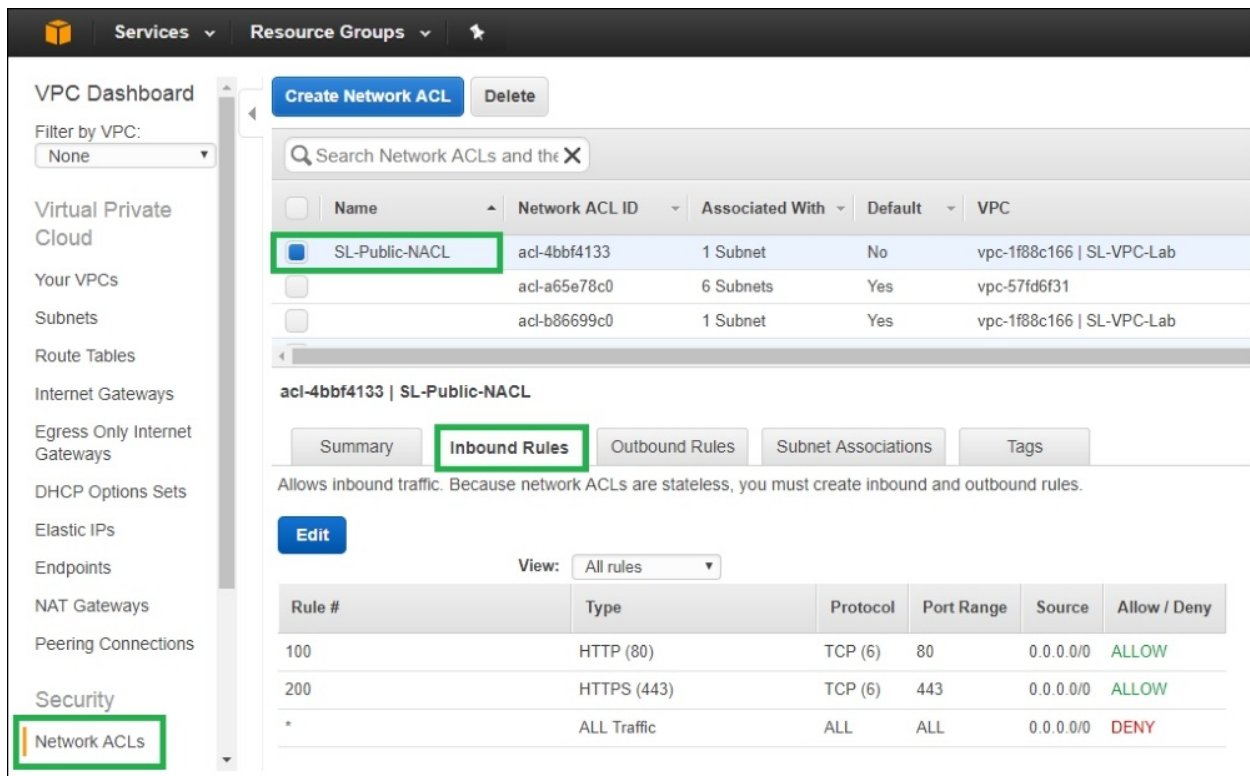 Services Resource Groups
VPC Dashboard
Filter by VPC:
None
Virtual Private
Cloud
Your VPCs
Subnets
Route Tables
Internet Gateways
Egress Only Internet
Gateways
DHCP Options Sets
Elastic IPs
Endpoints
NAT Gateways
Peering Connections
Security
Network ACLs
Create Network ACL Delete
Search Network ACLs and the
Name Network ACL ID Associated With Default VPC
SL-Public-NACL acl-4bbf4133 1 Subnet No vpc-1f88c166 | SL-VPC-Lab
acl-a65e78c0 6 Subnets Yes vpc-57fd6f31
acl-b86699c0 1 Subnet Yes vpc-1f88c166 | SL-VPC-Lab
acl-4bbf4133 | SL-Public-NACL
Summary Inbound Rules Outbound Rules Subnet Associations Tags
Allows inbound traffic. Because network ACLs are stateless, you must create inbound and outbound rules.
Edit
View: All rules
Rule # Type Protocol Port Range Source Allow / Deny
100 HTTP (80) TCP (6) 80 0.0.0.0/0 ALLOW
200 HTTPS (443) TCP (6) 443 0.0.0.0/0 ALLOW
* ALL Traffic ALL ALL 0.0.0.0/0 DENY